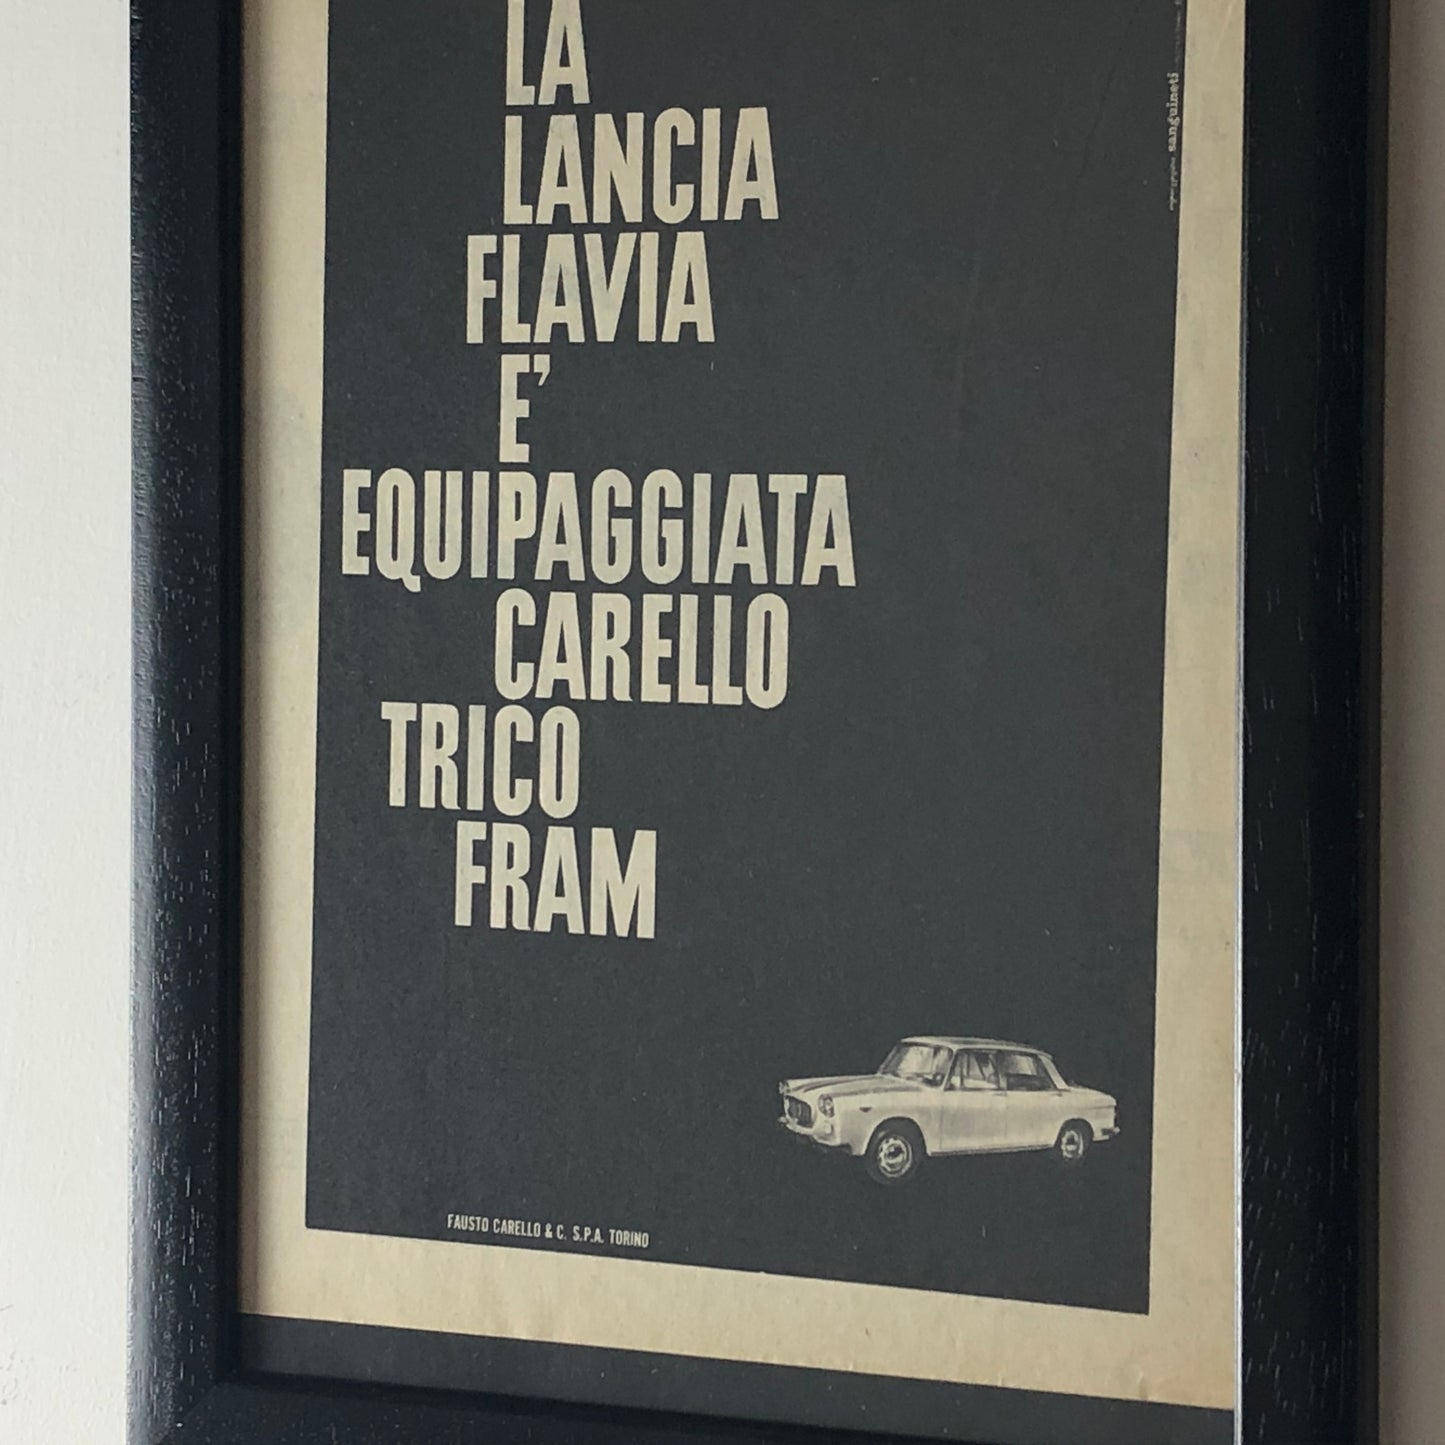 LA
LANCIA
FLAVIA
E'
EQUIPAGGIATA
CARELLO
TRICO
FRAM
FAUSTO CARELLO & C. S.P.A. TORINO
sanguineti